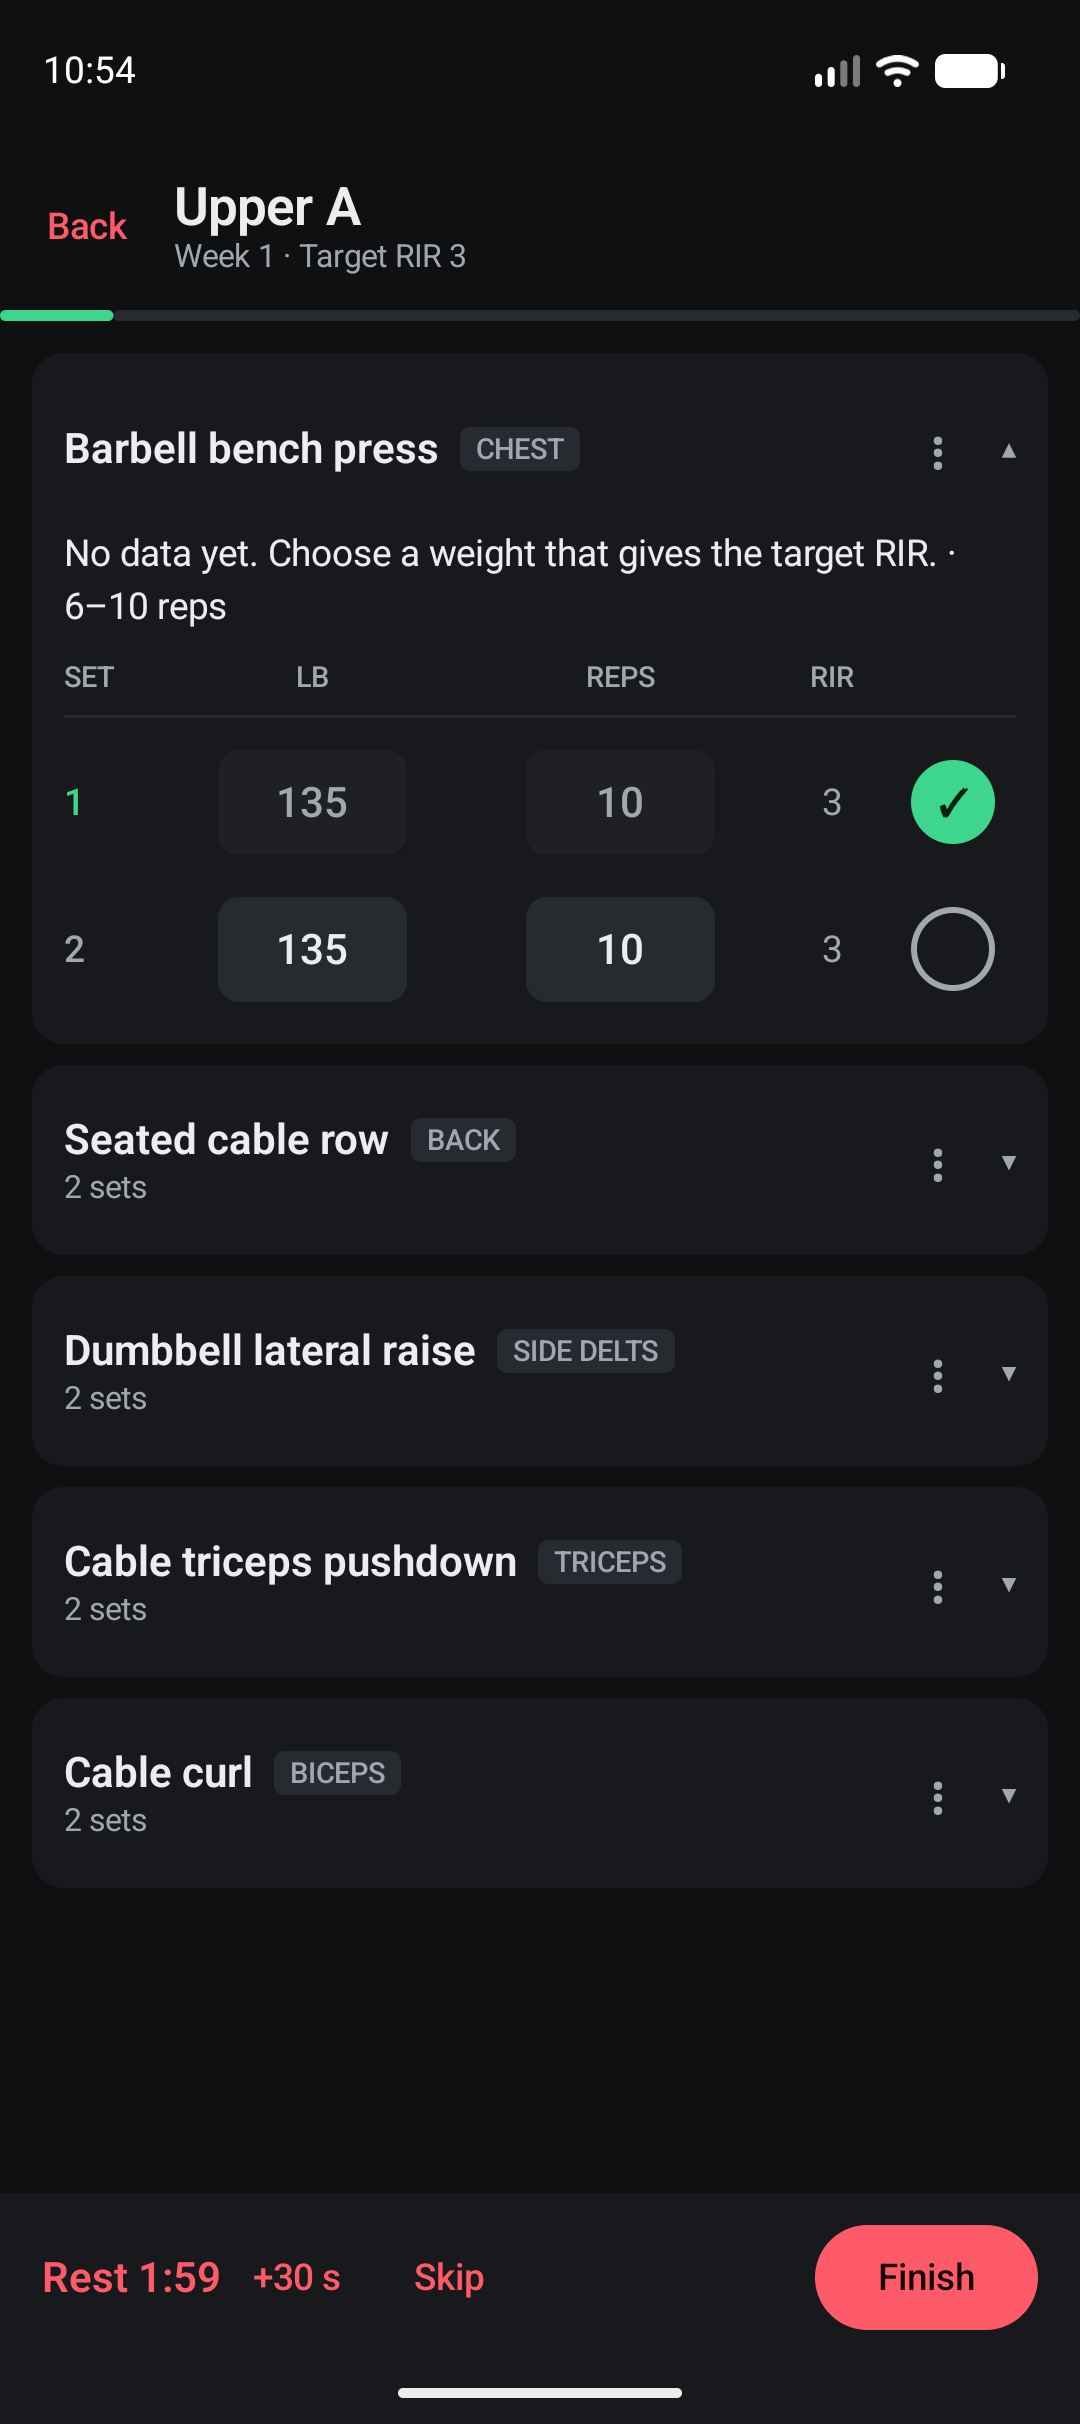 10:54
Back
Upper A
Week 1 · Target RIR 3
Barbell bench press CHEST
No data yet. Choose a weight that gives the target RIR. ·
6–10 reps
SET LB REPS RIR
1 135 10 3 ✓
2 135 10 3
Seated cable row BACK
2 sets
Dumbbell lateral raise SIDE DELTS
2 sets
Cable triceps pushdown TRICEPS
2 sets
Cable curl BICEPS
2 sets
Rest 1:59 +30 s Skip Finish